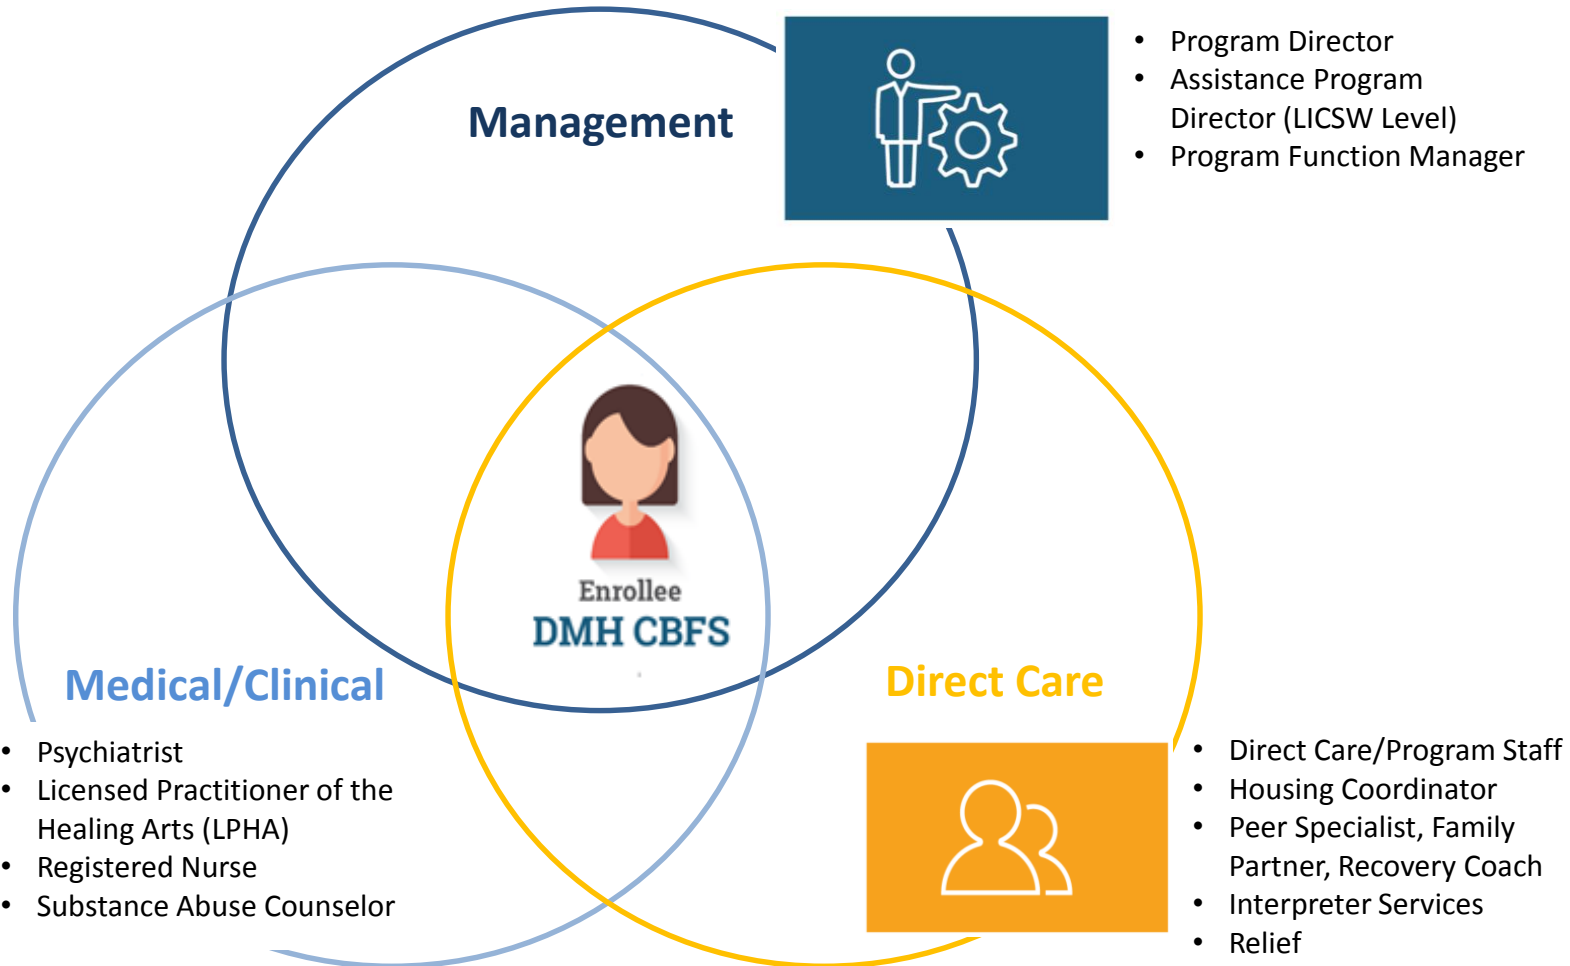 Management
• Program Director
• Assistance Program
Director (LICSW Level)
• Program Function Manager
Enrollee
DMH CBFS
Medical/Clinical
• Psychiatrist
• Licensed Practitioner of the
Healing Arts (LPHA)
• Registered Nurse
• Substance Abuse Counselor
Direct Care
• Direct Care/Program Staff
• Housing Coordinator
• Peer Specialist, Family
Partner, Recovery Coach
• Interpreter Services
• Relief